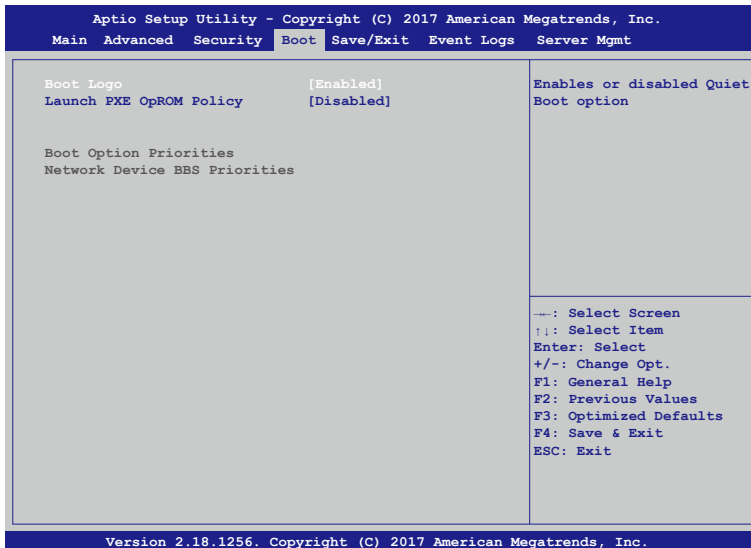 Aptio Setup Utility - Copyright (C) 2017 American Megatrends, Inc.
Main Advanced Security Boot Save/Exit Event Logs Server Mgmt
Boot Logo [Enabled]
Launch PXE OpROM Policy [Disabled]
Boot Option Priorities
Network Device BBS Priorities
Enables or disabled Quiet
Boot option
→←: Select Screen
↑↓: Select Item
Enter: Select
+/-: Change Opt.
F1: General Help
F2: Previous Values
F3: Optimized Defaults
F4: Save & Exit
ESC: Exit
Version 2.18.1256. Copyright (C) 2017 American Megatrends, Inc.